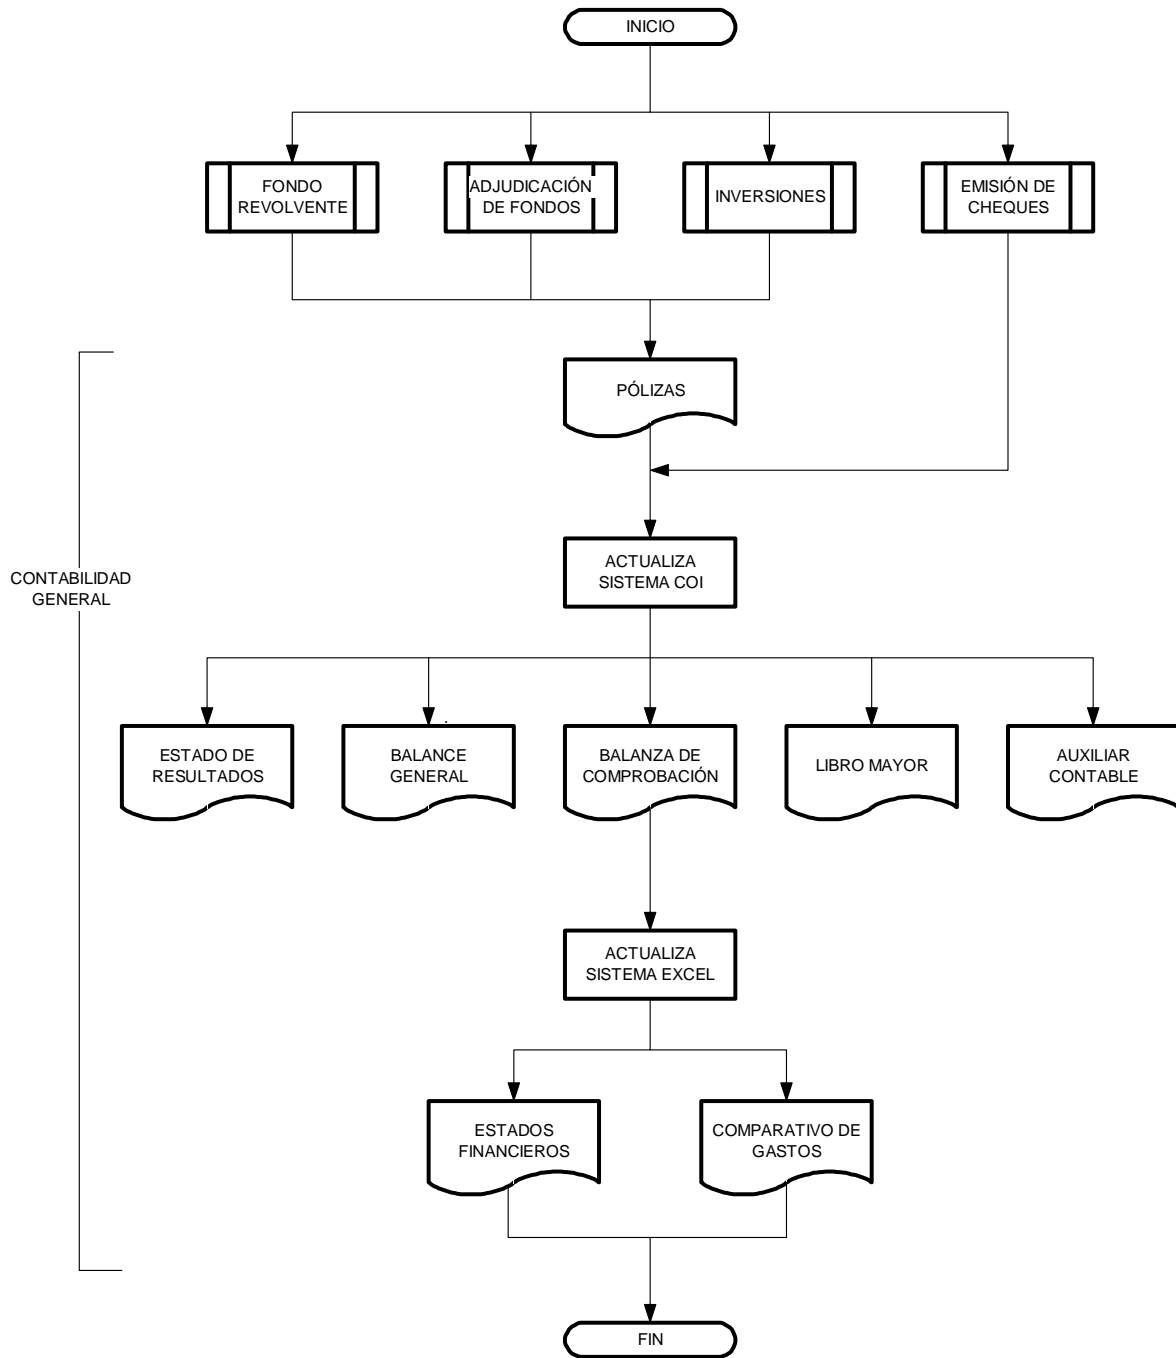 INICIO
FONDO
REVOLVENTE
ADJUDICACIÓN
DE FONDOS
INVERSIONES
EMISIÓN DE
CHEQUES
PÓLIZAS
ACTUALIZA
SISTEMA COI
CONTABILIDAD
GENERAL
ESTADO DE
RESULTADOS
BALANCE
GENERAL
BALANZA DE
COMPROBACIÓN
LIBRO MAYOR
AUXILIAR
CONTABLE
ACTUALIZA
SISTEMA EXCEL
ESTADOS
FINANCIEROS
COMPARATIVO DE
GASTOS
FIN